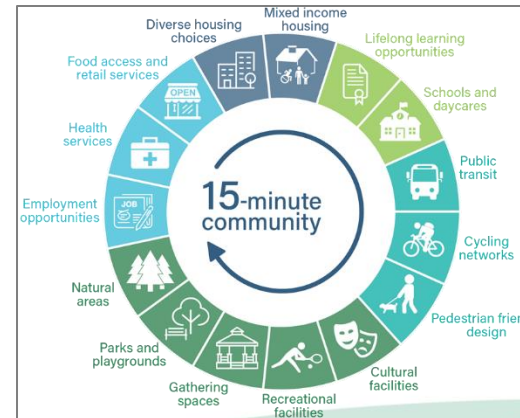 Diverse housing
choices
Mixed income
housing
Lifelong learning
opportunities
Schools and
daycares
Public
transit
Cycling
networks
Pedestrian frien
design
Cultural
facilities
Recreational
facilities
Gathering
spaces
Parks and
playgrounds
Natural
areas
Employment
opportunities
JOB
Health
services
Food access and
retail services
OPEN
15-minute
community